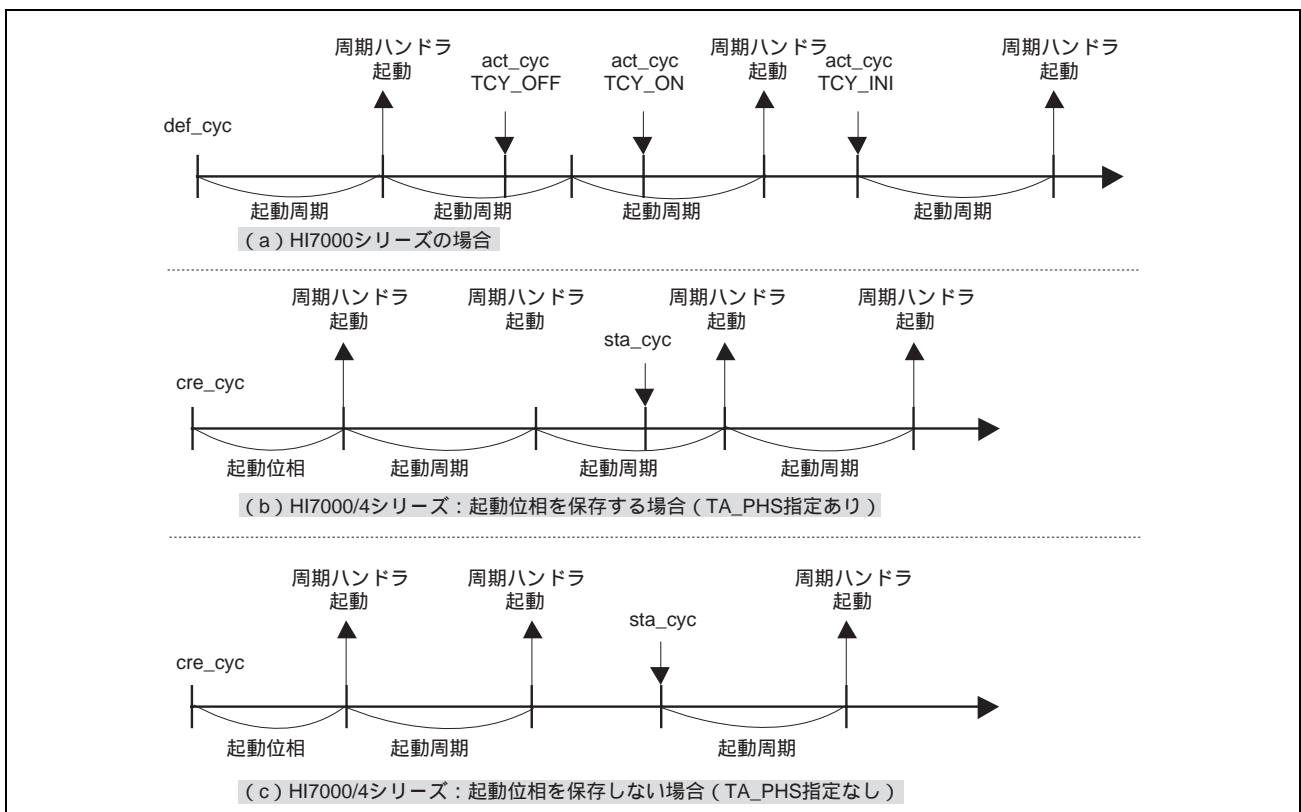 周期ハンドラ
起動
act_cyc
TCY_OFF
act_cyc
TCY_ON
周期ハンドラ
起動
act_cyc
TCY_INI
周期ハンドラ
起動
def_cyc
起動周期
起動周期
起動周期
起動周期
（a）HI7000シリーズの場合
周期ハンドラ
起動
周期ハンドラ
起動
sta_cyc
周期ハンドラ
起動
周期ハンドラ
起動
cre_cyc
起動位相
起動周期
起動周期
起動周期
（b）HI7000/4シリーズ：起動位相を保存する場合（TA_PHS指定あり）
周期ハンドラ
起動
周期ハンドラ
起動
sta_cyc
周期ハンドラ
起動
cre_cyc
起動位相
起動周期
起動周期
（c）HI7000/4シリーズ：起動位相を保存しない場合（TA_PHS指定なし）